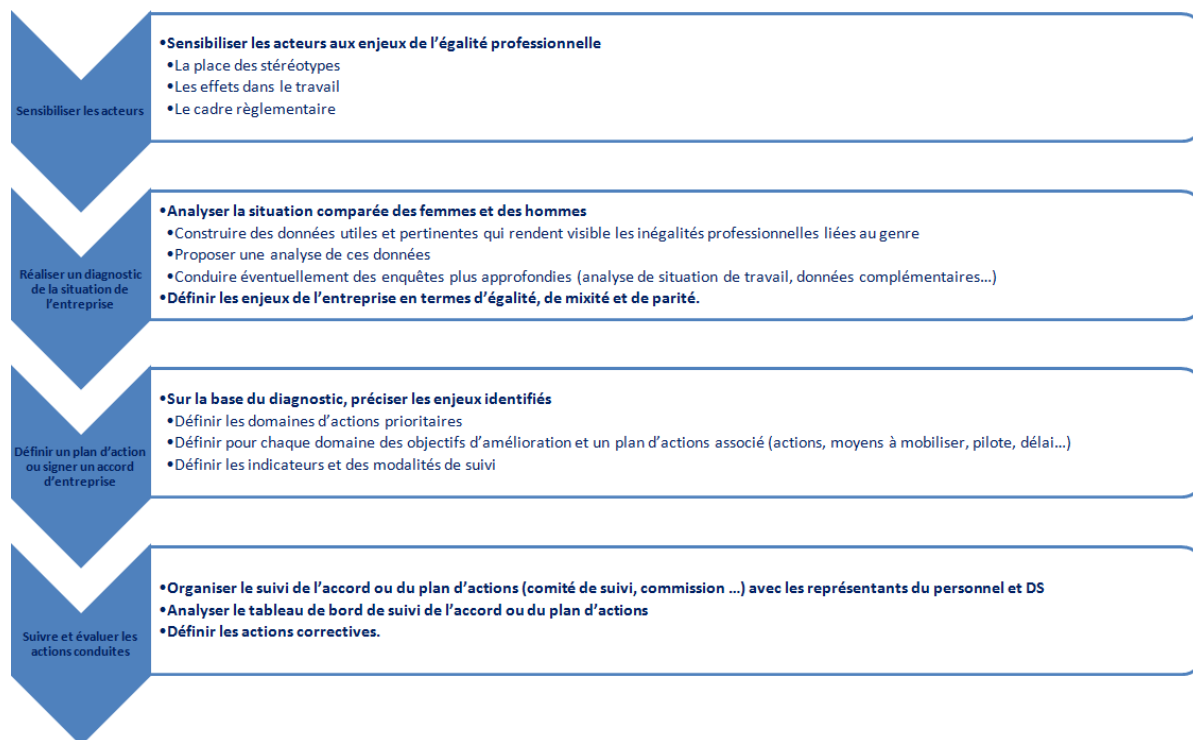 Sensibiliser les acteurs
•Sensibiliser les acteurs aux enjeux de l'égalité professionnelle
•La place des stéréotypes
•Les effets dans le travail
•Le cadre règlementaire
Réaliser un diagnostic
de la situation de
l'entreprise
•Analyser la situation comparée des femmes et des hommes
•Construire des données utiles et pertinentes qui rendent visible les inégalités professionnelles liées au genre
•Proposer une analyse de ces données
•Conduire éventuellement des enquêtes plus approfondies (analyse de situation de travail, données complémentaires…)
•Définir les enjeux de l'entreprise en termes d'égalité, de mixité et de parité.
Définir un plan d'action
ou signer un accord
d'entreprise
•Sur la base du diagnostic, préciser les enjeux identifiés
•Définir les domaines d'actions prioritaires
•Définir pour chaque domaine des objectifs d'amélioration et un plan d'actions associé (actions, moyens à mobiliser, pilote, délai…)
•Définir les indicateurs et des modalités de suivi
Suivre et évaluer les
actions conduites
•Organiser le suivi de l'accord ou du plan d'actions (comité de suivi, commission …) avec les représentants du personnel et DS
•Analyser le tableau de bord de suivi de l'accord ou du plan d'actions
•Définir les actions correctives.